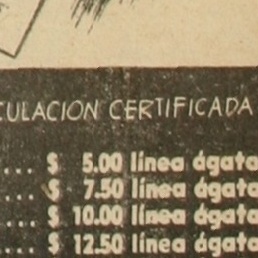 CULACION CERTIFICADA
... $ 5.00 línea ágata
... $ 7.50 línea ágata
... $ 10.00 línea ágata
... $ 12.50 línea ágata